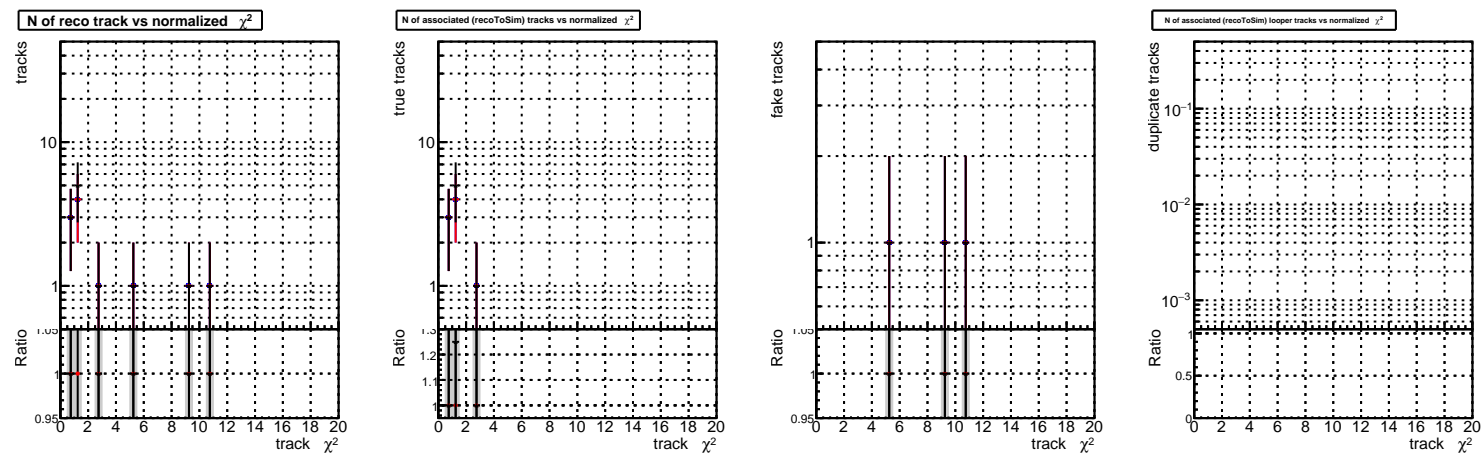 N of reco track vs normalized χ²
tracks
10
1
Ratio
1.05
1
0.95
0 2 4 6 8 10 12 14 16 18 20
track χ²
N of associated (recoToSim) tracks vs normalized χ²
true tracks
10
1
Ratio
1.3
1.2
1.1
1
0 2 4 6 8 10 12 14 16 18 20
track χ²
fake tracks
1
Ratio
1.05
1
0.95
0 2 4 6 8 10 12 14 16 18 20
track χ²
N of associated (recoToSim) looper tracks vs normalized χ²
duplicate tracks
10⁻¹
10⁻²
10⁻³
Ratio
1
0.5
0
0 2 4 6 8 10 12 14 16 18 20
track χ²